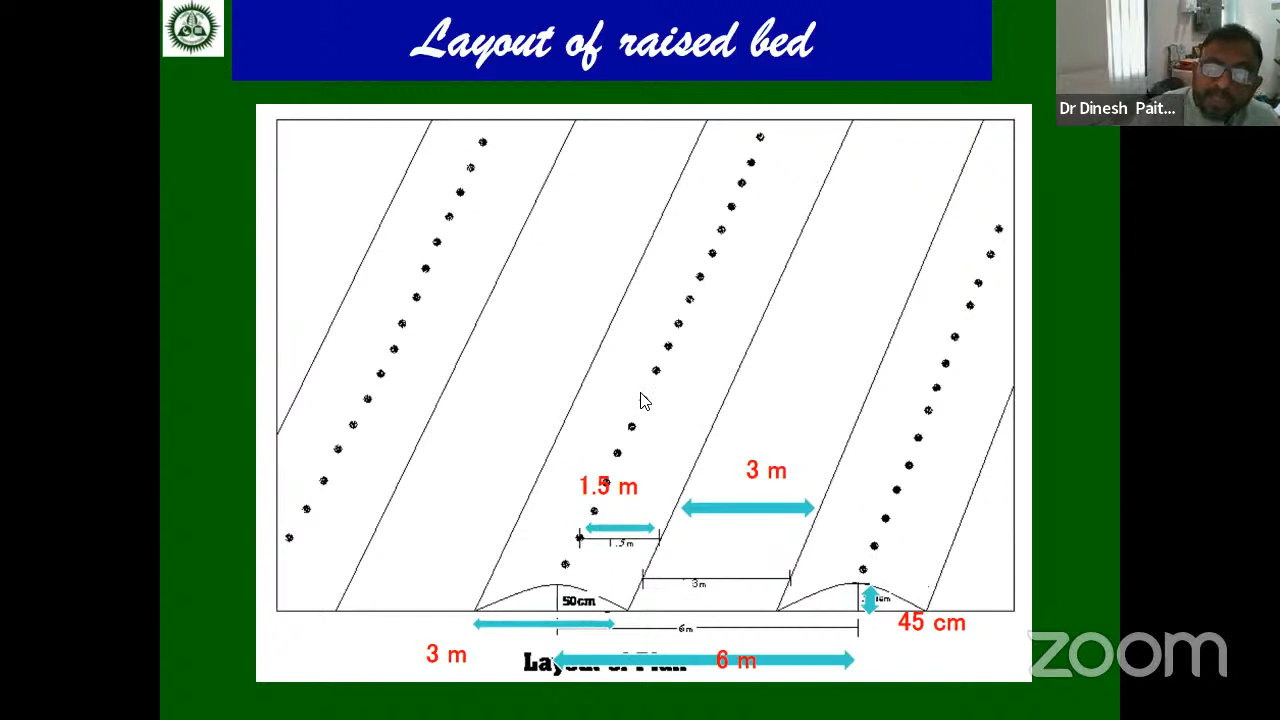 Layout of raised bed
Dr Dinesh Pait...
3 m
1.5 m
1.5m
3m
50cm
45 cm
6m
3 m
6 m
zoom